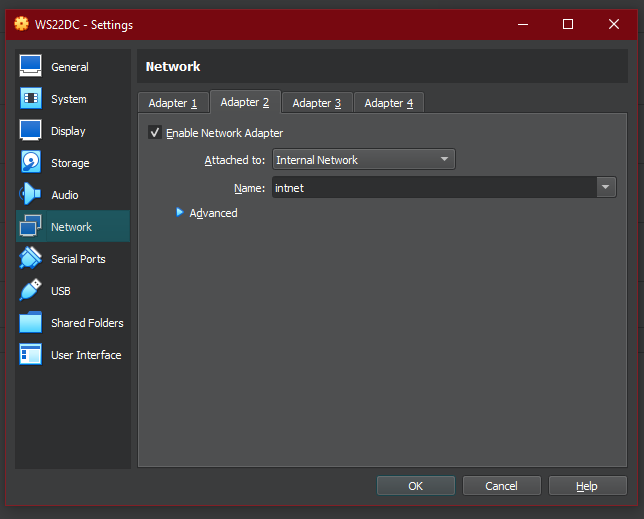 WS22DC - Settings
General
System
Display
Storage
Audio
Network
Serial Ports
USB
Shared Folders
User Interface
Network
Adapter 1 Adapter 2 Adapter 3 Adapter 4
Enable Network Adapter
Attached to: Internal Network
Name: intnet
Advanced
OK Cancel Help